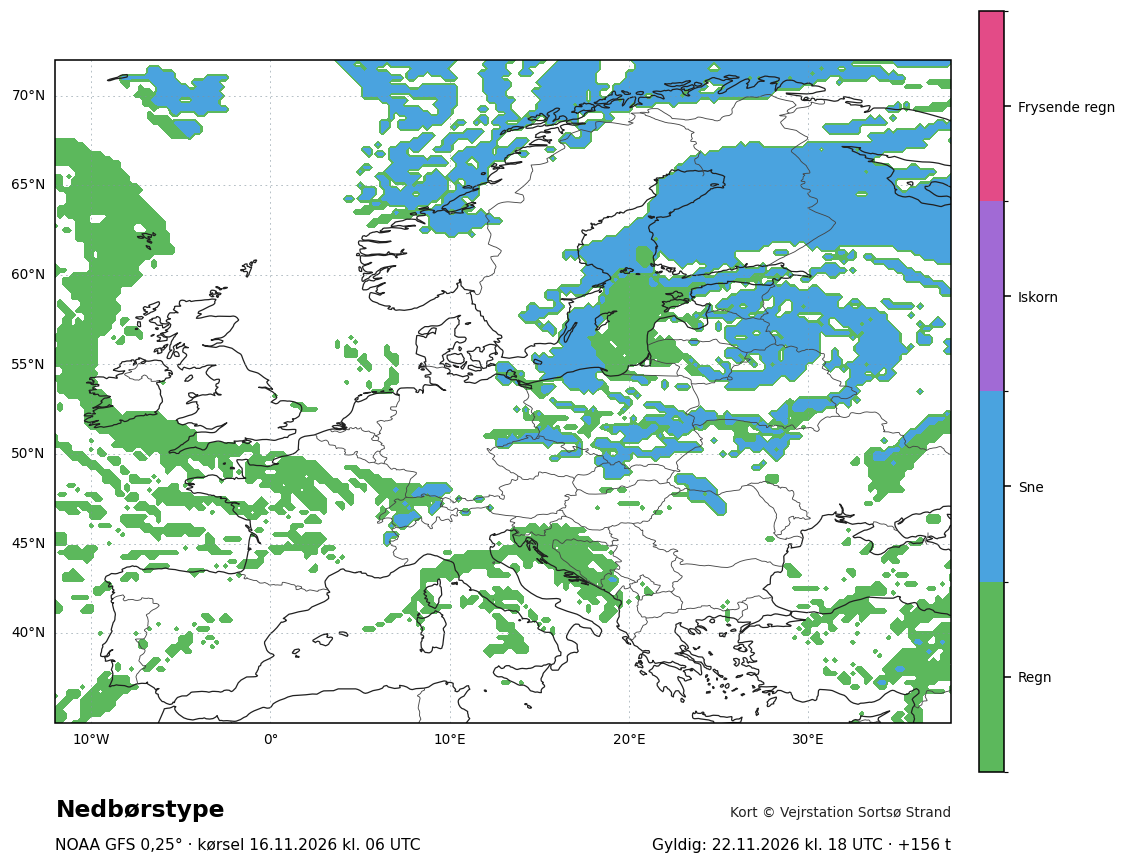 70°N
65°N
60°N
55°N
50°N
45°N
40°N
10°W
0°
10°E
20°E
30°E
Frysende regn
Iskorn
Sne
Regn
Nedbørstype
Kort © Vejrstation Sortsø Strand
NOAA GFS 0,25° · kørsel 16.11.2026 kl. 06 UTC
Gyldig: 22.11.2026 kl. 18 UTC · +156 t